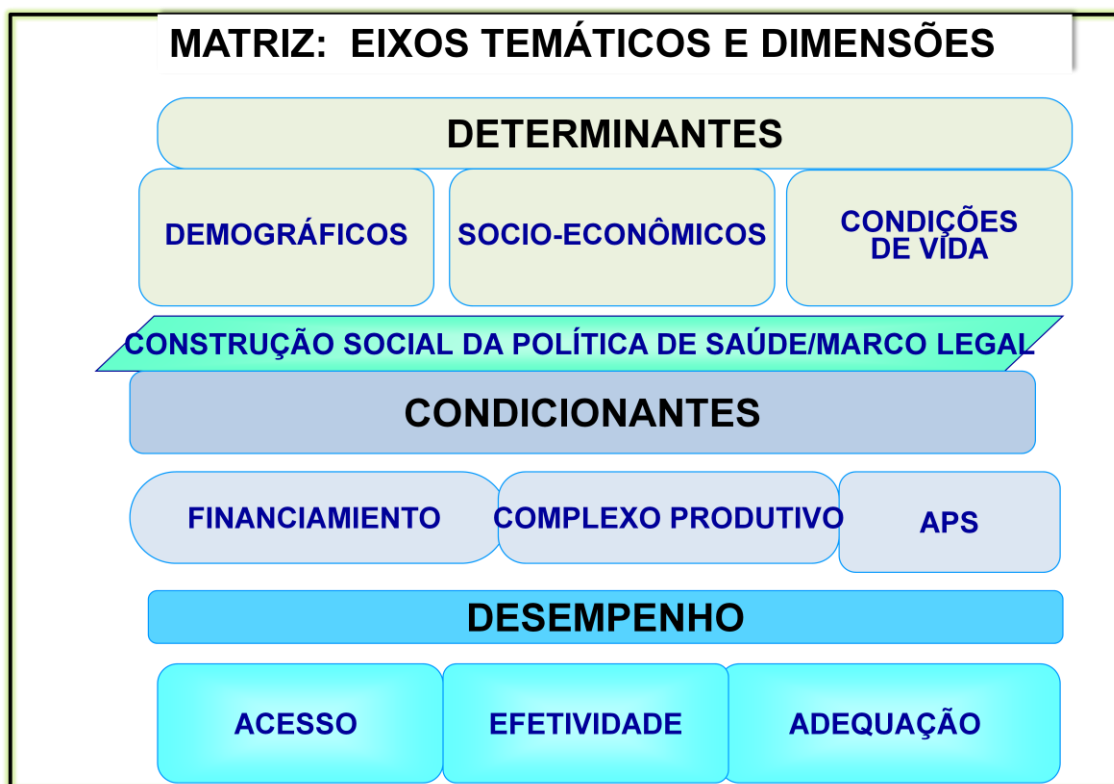 MATRIZ: EIXOS TEMÁTICOS E DIMENSÕES
DETERMINANTES
DEMOGRÁFICOS
SOCIO-ECONÔMICOS
CONDIÇÕES
DE VIDA
CONSTRUÇÃO SOCIAL DA POLÍTICA DE SAÚDE/MARCO LEGAL
CONDICIONANTES
FINANCIAMIENTO
COMPLEXO PRODUTIVO
APS
DESEMPENHO
ACESSO
EFETIVIDADE
ADEQUAÇÃO